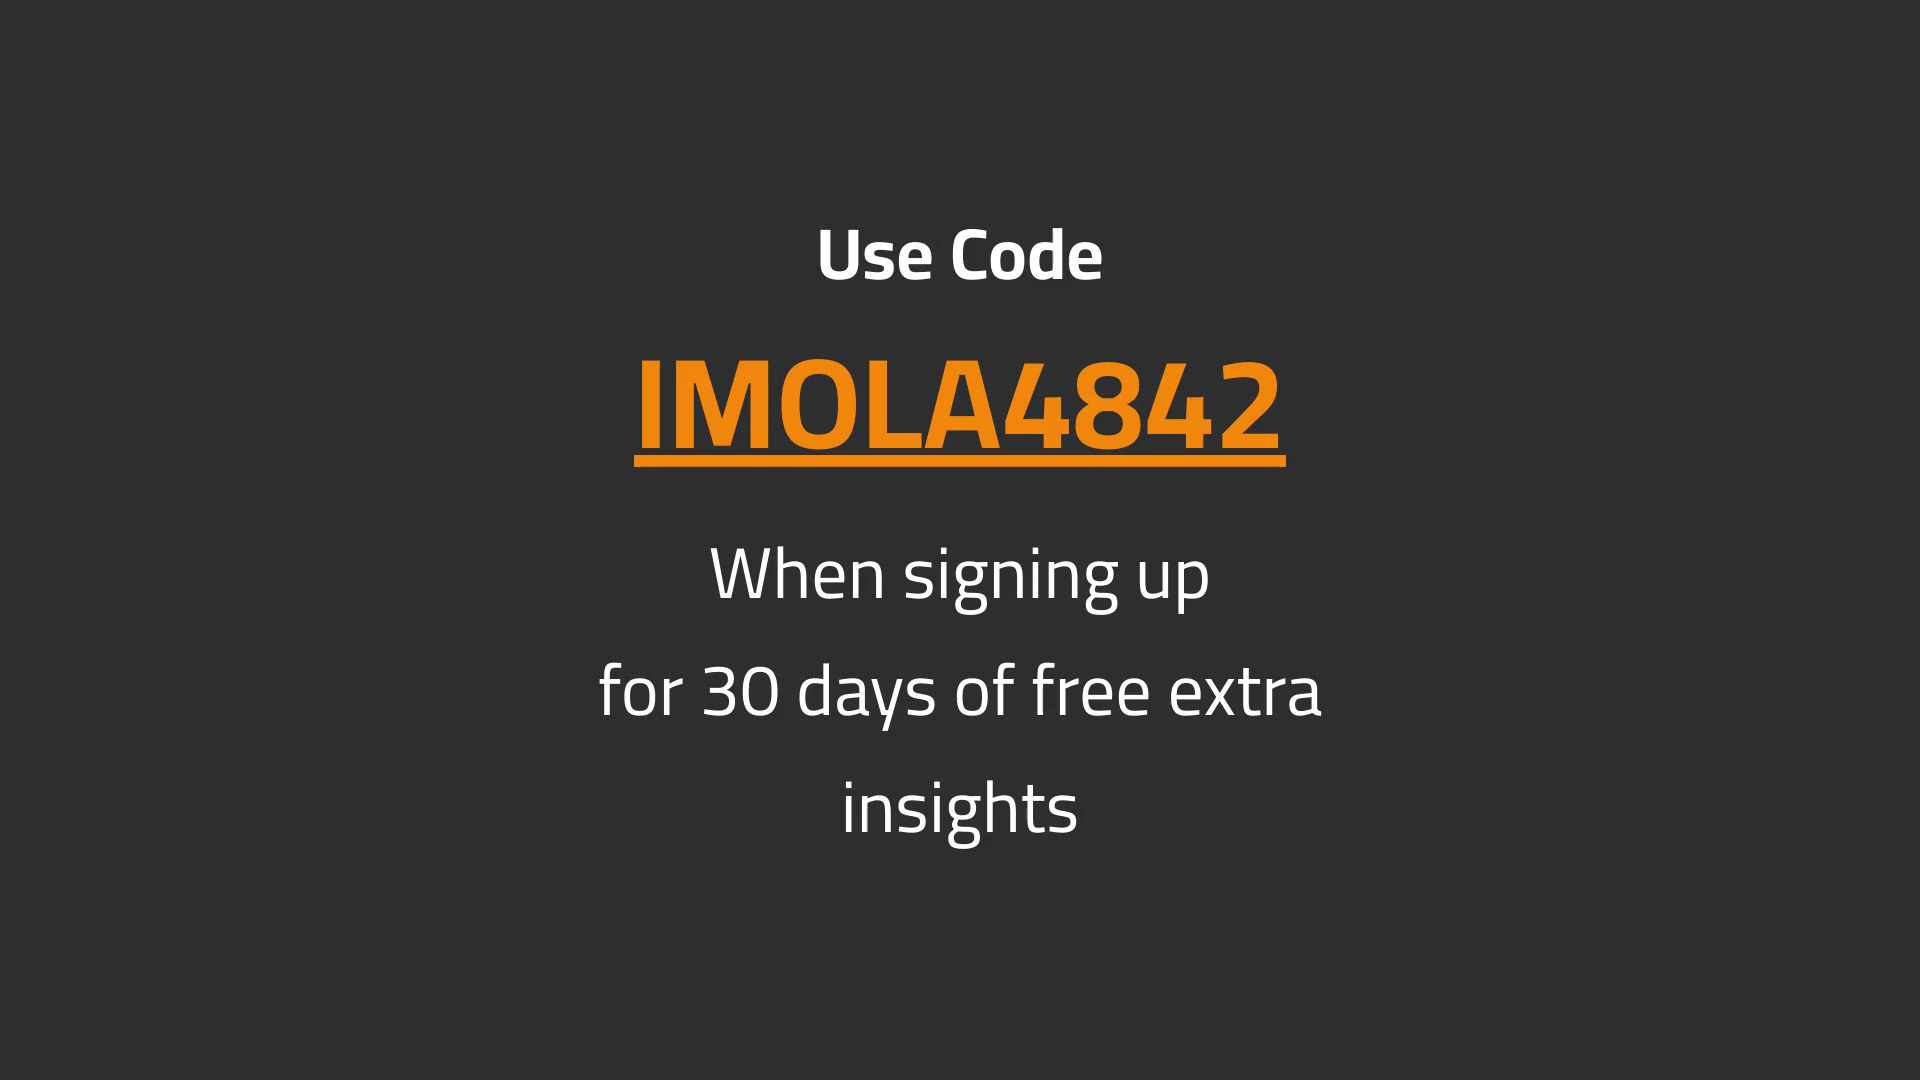 Use Code
IMOLA4842
When signing up
for 30 days of free extra
insights